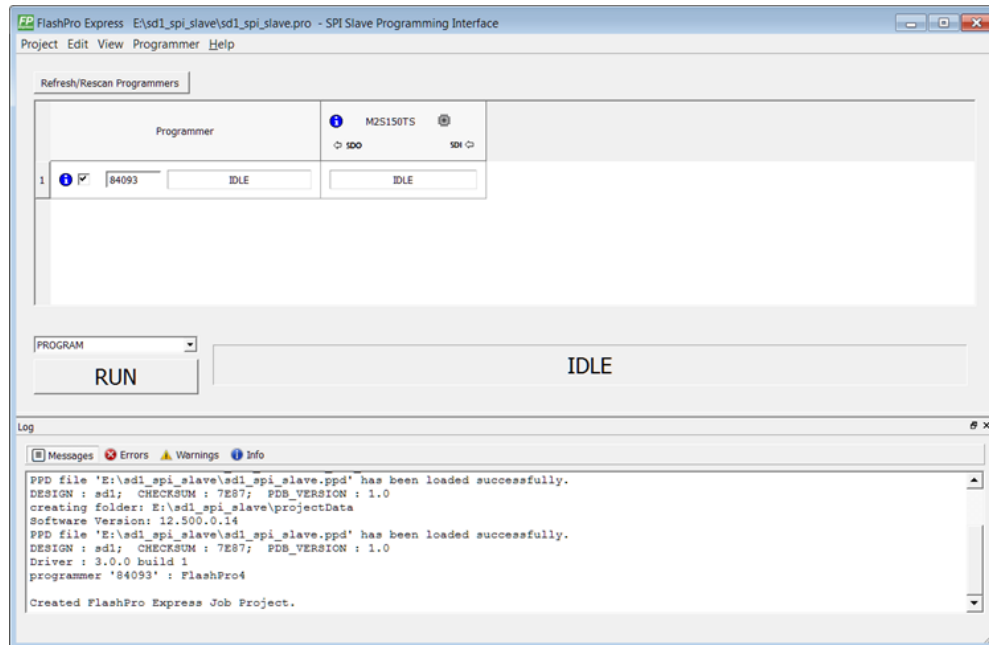 FP FlashPro Express E:\sd1_spi_slave\sd1_spi_slave.pro - SPI Slave Programming Interface
Project Edit View Programmer Help
Refresh/Rescan Programmers
Programmer
M2S150TS
SDO SDI
1 84093 IDLE IDLE
PROGRAM
RUN
IDLE
Log
Messages Errors Warnings Info
PPD file 'E:\sd1_spi_slave\sd1_spi_slave.ppd' has been loaded successfully.
DESIGN : sd1; CHECKSUM : 7E87; PDB_VERSION : 1.0
creating folder: E:\sd1_spi_slave\projectData
Software Version: 12.500.0.14
PPD file 'E:\sd1_spi_slave\sd1_spi_slave.ppd' has been loaded successfully.
DESIGN : sd1; CHECKSUM : 7E87; PDB_VERSION : 1.0
Driver : 3.0.0 build 1
programmer '84093' : FlashPro4
Created FlashPro Express Job Project.